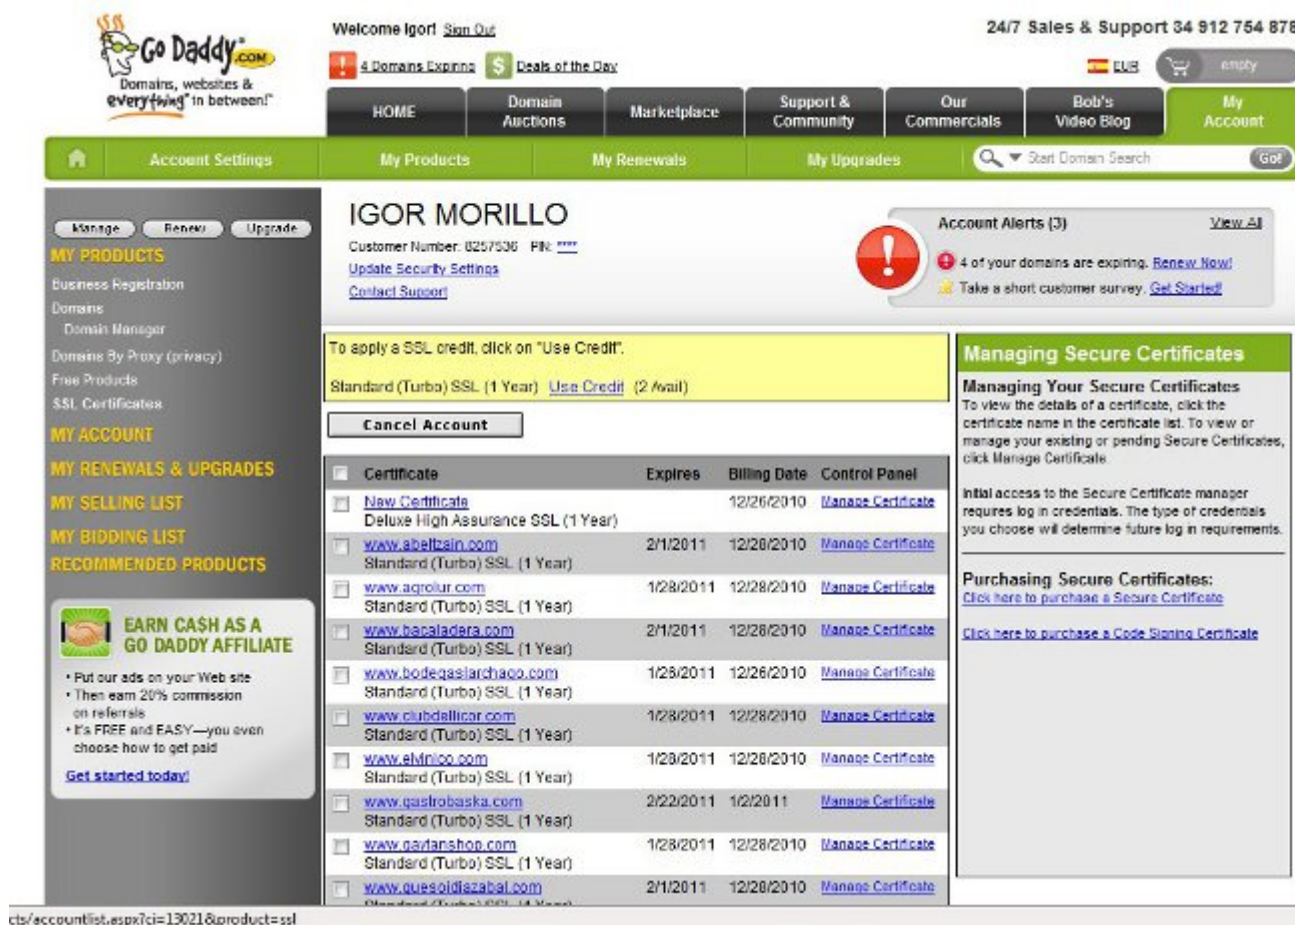 Go Daddy.COM
Domains, websites &
everything* in between!™
Welcome Igor! Sign Out
24/7 Sales & Support 34 912 754 878
4 Domains Expiring
Deals of the Day
EUR
empty
HOME
Domain Auctions
Marketplace
Support & Community
Our Commercials
Bob's Video Blog
My Account
Account Settings
My Products
My Renewals
My Upgrades
Start Domain Search
Go!
Manage Renew Upgrade
MY PRODUCTS
Business Registration
Domains
Domain Manager
Domains By Proxy (privacy)
Free Products
SSL Certificates
MY ACCOUNT
MY RENEWALS & UPGRADES
MY SELLING LIST
MY BIDDING LIST
RECOMMENDED PRODUCTS
EARN CA$H AS A
GO DADDY AFFILIATE
• Put our ads on your Web site
• Then earn 20% commission
on referrals
• It's FREE and EASY—you even
choose how to get paid
Get started today!
IGOR MORILLO
Customer Number: 8257536 PIN: ****
Update Security Settings
Contact Support
Account Alerts (3) View All
4 of your domains are expiring. Renew Now!
Take a short customer survey. Get Started!
To apply a SSL credit, click on "Use Credit".
Standard (Turbo) SSL (1 Year) Use Credit (2 Avail)
Cancel Account
Certificate Expires Billing Date Control Panel
New Certificate 12/26/2010 Manage Certificate
Deluxe High Assurance SSL (1 Year)
www.abeltzain.com 2/1/2011 12/28/2010 Manage Certificate
Standard (Turbo) SSL (1 Year)
www.agrolur.com 1/28/2011 12/28/2010 Manage Certificate
Standard (Turbo) SSL (1 Year)
www.bacaladera.com 2/1/2011 12/28/2010 Manage Certificate
Standard (Turbo) SSL (1 Year)
www.bodegaslarchago.com 1/28/2011 12/26/2010 Manage Certificate
Standard (Turbo) SSL (1 Year)
www.clubdellicor.com 1/28/2011 12/28/2010 Manage Certificate
Standard (Turbo) SSL (1 Year)
www.elvinico.com 1/28/2011 12/28/2010 Manage Certificate
Standard (Turbo) SSL (1 Year)
www.gastrobaska.com 2/22/2011 1/2/2011 Manage Certificate
Standard (Turbo) SSL (1 Year)
www.gaytanshop.com 1/28/2011 12/28/2010 Manage Certificate
Standard (Turbo) SSL (1 Year)
www.quesoidiazabal.com 2/1/2011 12/28/2010 Manage Certificate
Standard (Turbo) SSL (1 Year)
Managing Secure Certificates
Managing Your Secure Certificates
To view the details of a certificate, click the
certificate name in the certificate list. To view or
manage your existing or pending Secure Certificates,
click Manage Certificate.
Initial access to the Secure Certificate manager
requires log in credentials. The type of credentials
you choose will determine future log in requirements.
Purchasing Secure Certificates:
Click here to purchase a Secure Certificate
Click here to purchase a Code Signing Certificate
cts/accountlist.aspx?ci=13021&product=ssl